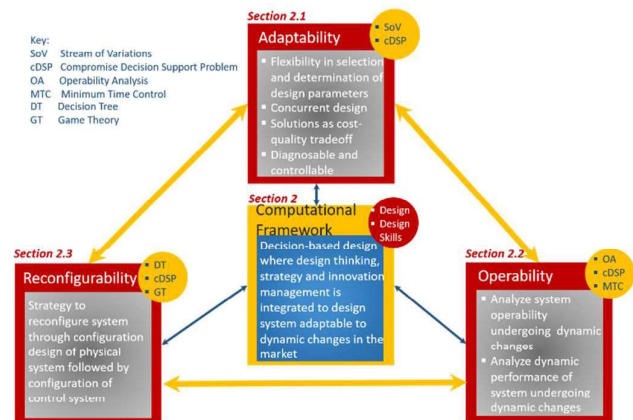 Section 2.1
Adaptability
SoV
cDSP
Flexibility in selection
and determination of
design parameters
Concurrent design
Solutions as cost-
quality tradeoff
Diagnosable and
controllable
Key:
SoV Stream of Variations
cDSP Compromise Decision Support Problem
OA Operability Analysis
MTC Minimum Time Control
DT Decision Tree
GT Game Theory
Section 2
Computational
Framework
Design
Design
Skills
Decision-based design
where design thinking,
strategy and innovation
management is
integrated to design
system adaptable to
dynamic changes in the
market
Section 2.3
Reconfigurability
DT
cDSP
GT
Strategy to
reconfigure system
through configuration
design of physical
system followed by
configuration of
control system
Section 2.2
Operability
OA
cDSP
MTC
Analyze system
operability
undergoing dynamic
changes
Analyze dynamic
performance of
system undergoing
dynamic changes